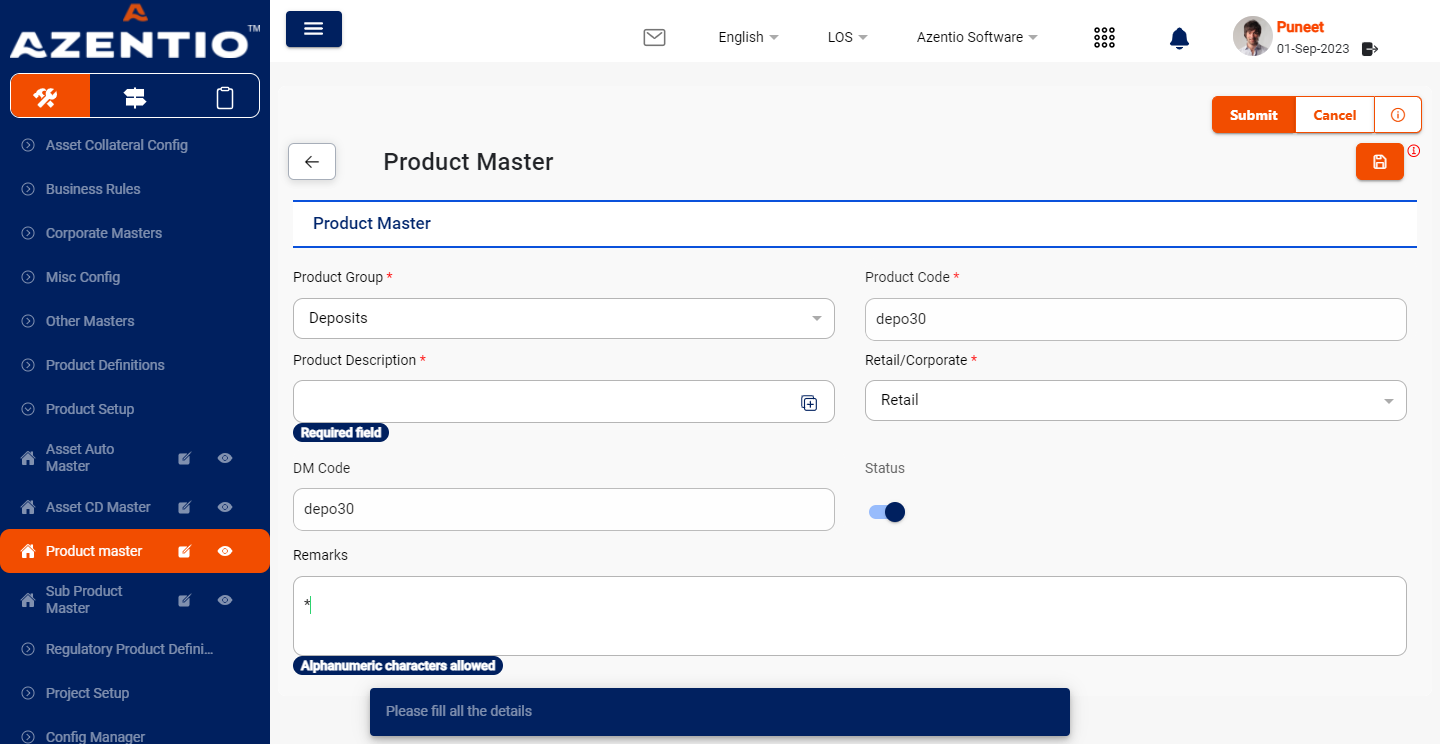 AZENTIO™
English
LOS
Azentio Software
Puneet
01-Sep-2023
Asset Collateral Config
Business Rules
Corporate Masters
Misc Config
Other Masters
Product Definitions
Product Setup
Asset Auto
Master
Asset CD Master
Product master
Sub Product
Master
Regulatory Product Defini...
Project Setup
Config Manager
Submit
Cancel
Product Master
Product Master
Product Group *
Product Code *
Deposits
depo30
Product Description *
Retail/Corporate *
Retail
Required field
DM Code
Status
depo30
Remarks
*
Alphanumeric characters allowed
Please fill all the details